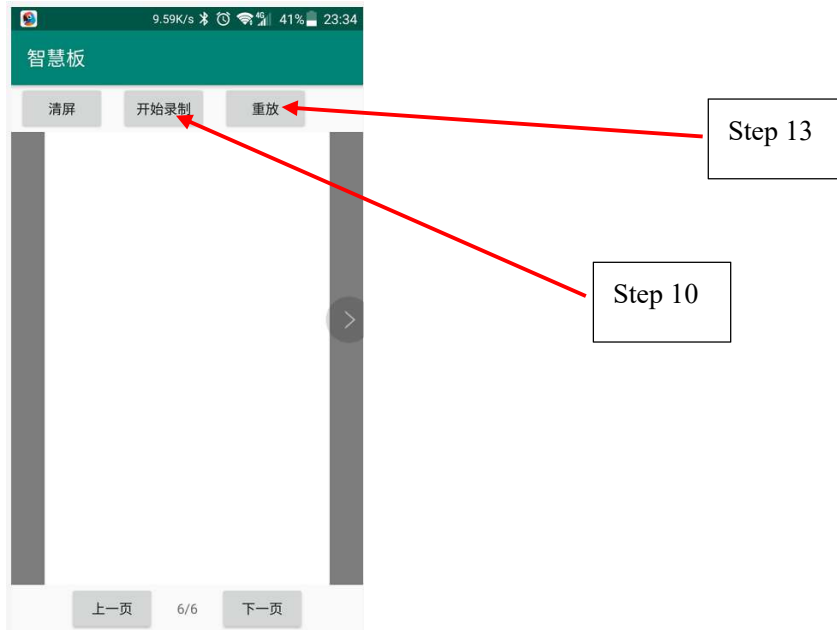 9.59K/s 4G 41% 23:34
智慧板
清屏 开始录制 重放
Step 13
Step 10
上一页 6/6 下一页